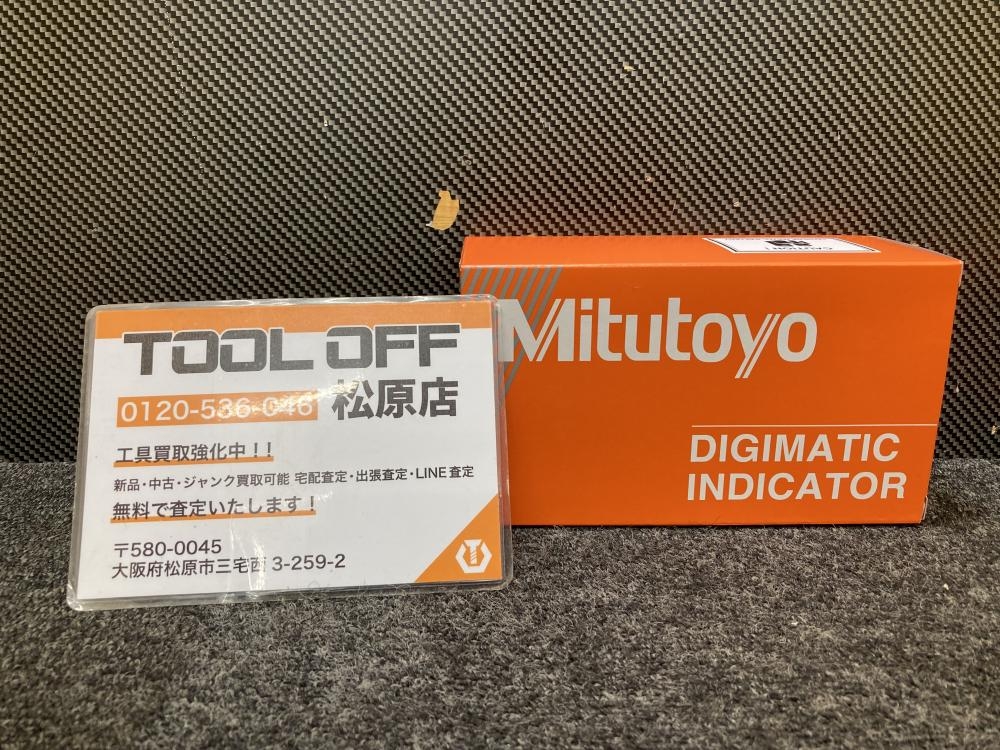 TOOL OFF
0120-536-046 松原店
工具買取強化中！！
新品・中古・ジャンク買取可能 宅配査定・出張査定・LINE査定
無料で査定いたします！
〒580-0045
大阪府松原市三宅西 3-259-2
CAUTION!
Mitutoyo
DIGIMATIC
INDICATOR